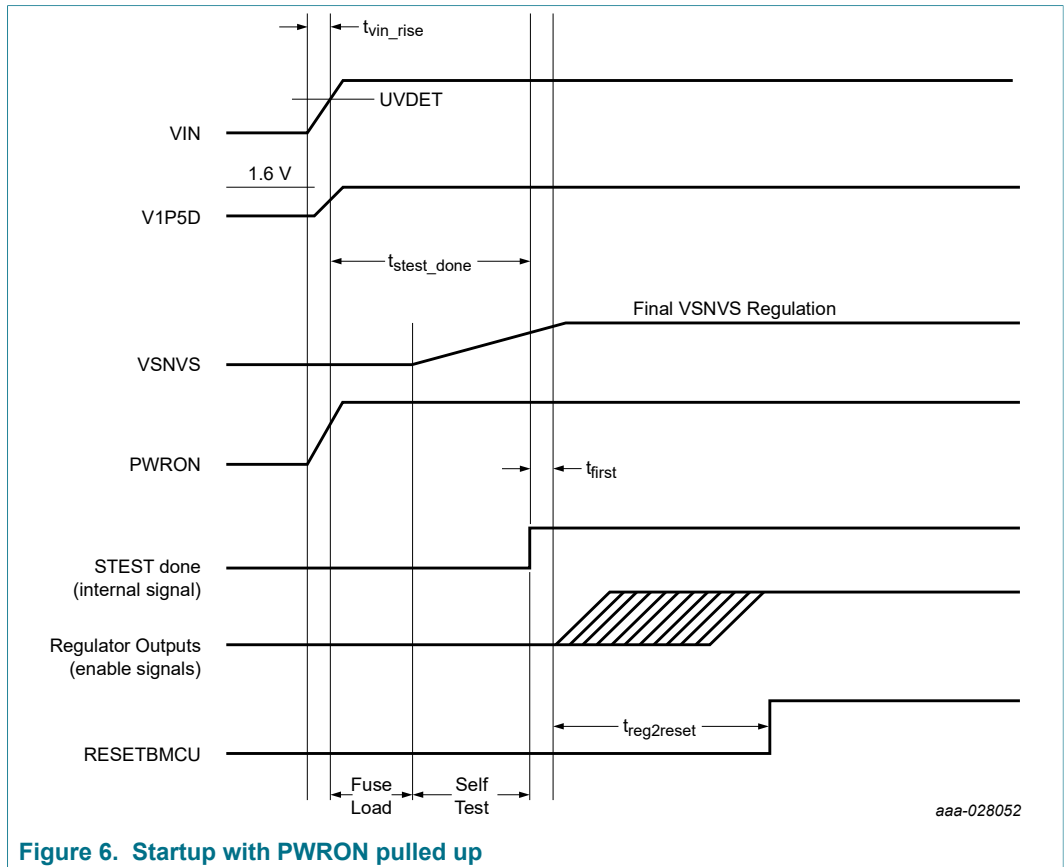 tvin_rise
UVDET
VIN
1.6 V
V1P5D
tstest_done
Final VSNVS Regulation
VSNVS
PWRON
tfirst
STEST done
(internal signal)
Regulator Outputs
(enable signals)
treg2reset
RESETBMCU
Fuse
Load
Self
Test
aaa-028052
Figure 6. Startup with PWRON pulled up